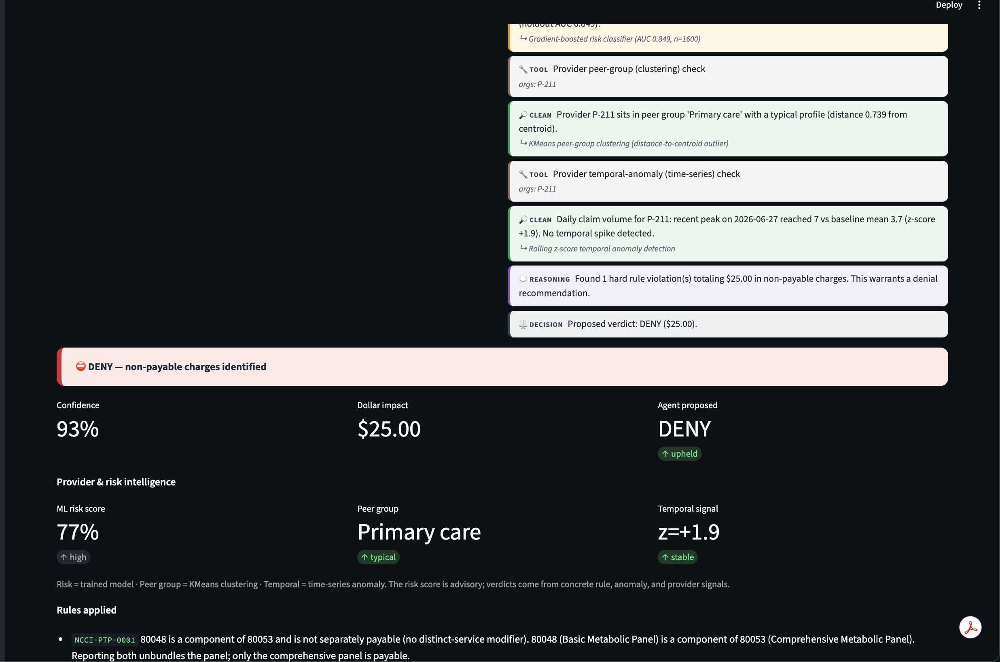 Deploy
(holdout AUC 0.849).
↳ Gradient-boosted risk classifier (AUC 0.849, n=1600)
TOOL Provider peer-group (clustering) check
args: P-211
CLEAN Provider P-211 sits in peer group 'Primary care' with a typical profile (distance 0.739 from
centroid).
↳ KMeans peer-group clustering (distance-to-centroid outlier)
TOOL Provider temporal-anomaly (time-series) check
args: P-211
CLEAN Daily claim volume for P-211: recent peak on 2026-06-27 reached 7 vs baseline mean 3.7 (z-score
+1.9). No temporal spike detected.
↳ Rolling z-score temporal anomaly detection
REASONING Found 1 hard rule violation(s) totaling $25.00 in non-payable charges. This warrants a denial
recommendation.
DECISION Proposed verdict: DENY ($25.00).
DENY — non-payable charges identified
Confidence
93%
Dollar impact
$25.00
Agent proposed
DENY
↑ upheld
Provider & risk intelligence
ML risk score
77%
↑ high
Peer group
Primary care
↑ typical
Temporal signal
z=+1.9
↑ stable
Risk = trained model · Peer group = KMeans clustering · Temporal = time-series anomaly. The risk score is advisory; verdicts come from concrete rule, anomaly, and provider signals.
Rules applied
• NCCI-PTP-0001 80048 is a component of 80053 and is not separately payable (no distinct-service modifier). 80048 (Basic Metabolic Panel) is a component of 80053 (Comprehensive Metabolic Panel).
Reporting both unbundles the panel; only the comprehensive panel is payable.